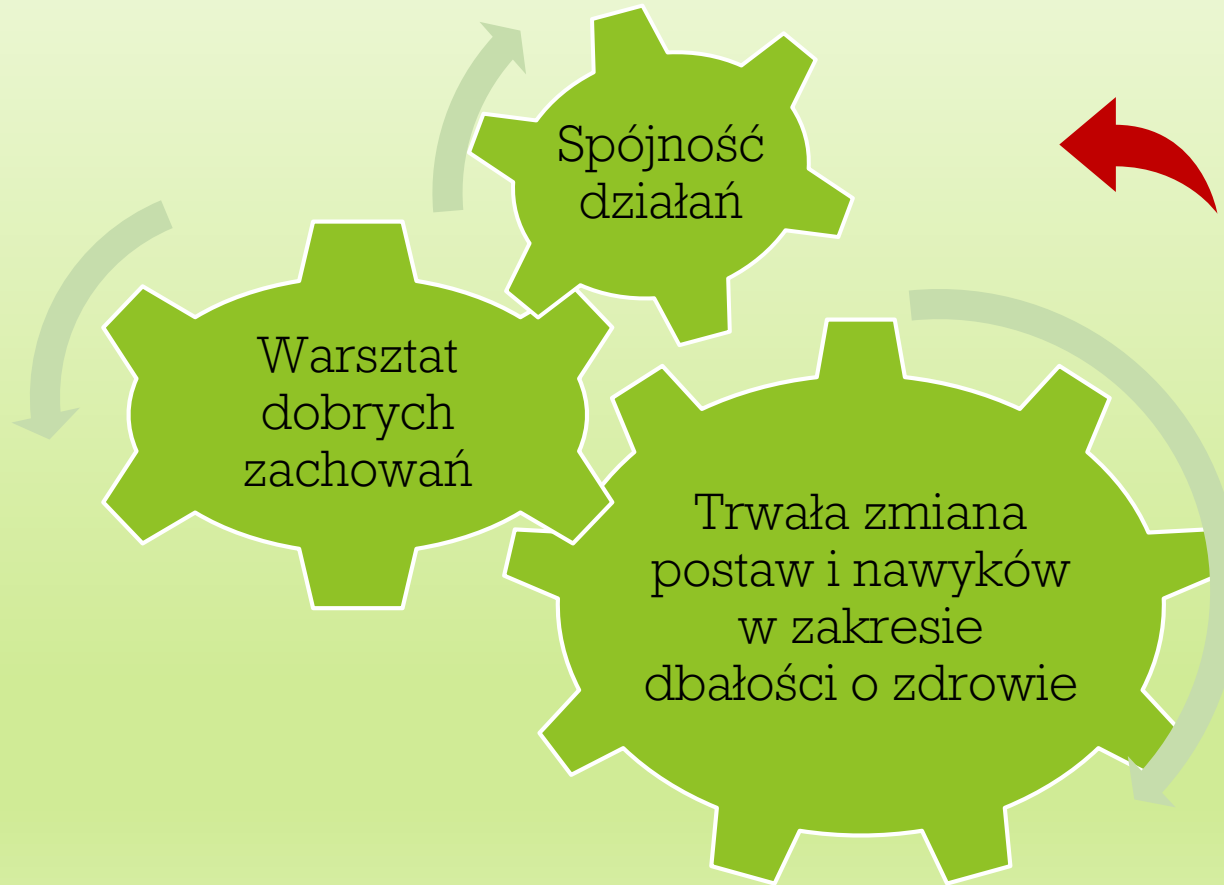 Spójność
działań
Warsztat
dobrych
zachowań
Trwała zmiana
postaw i nawyków
w zakresie
dbałości o zdrowie